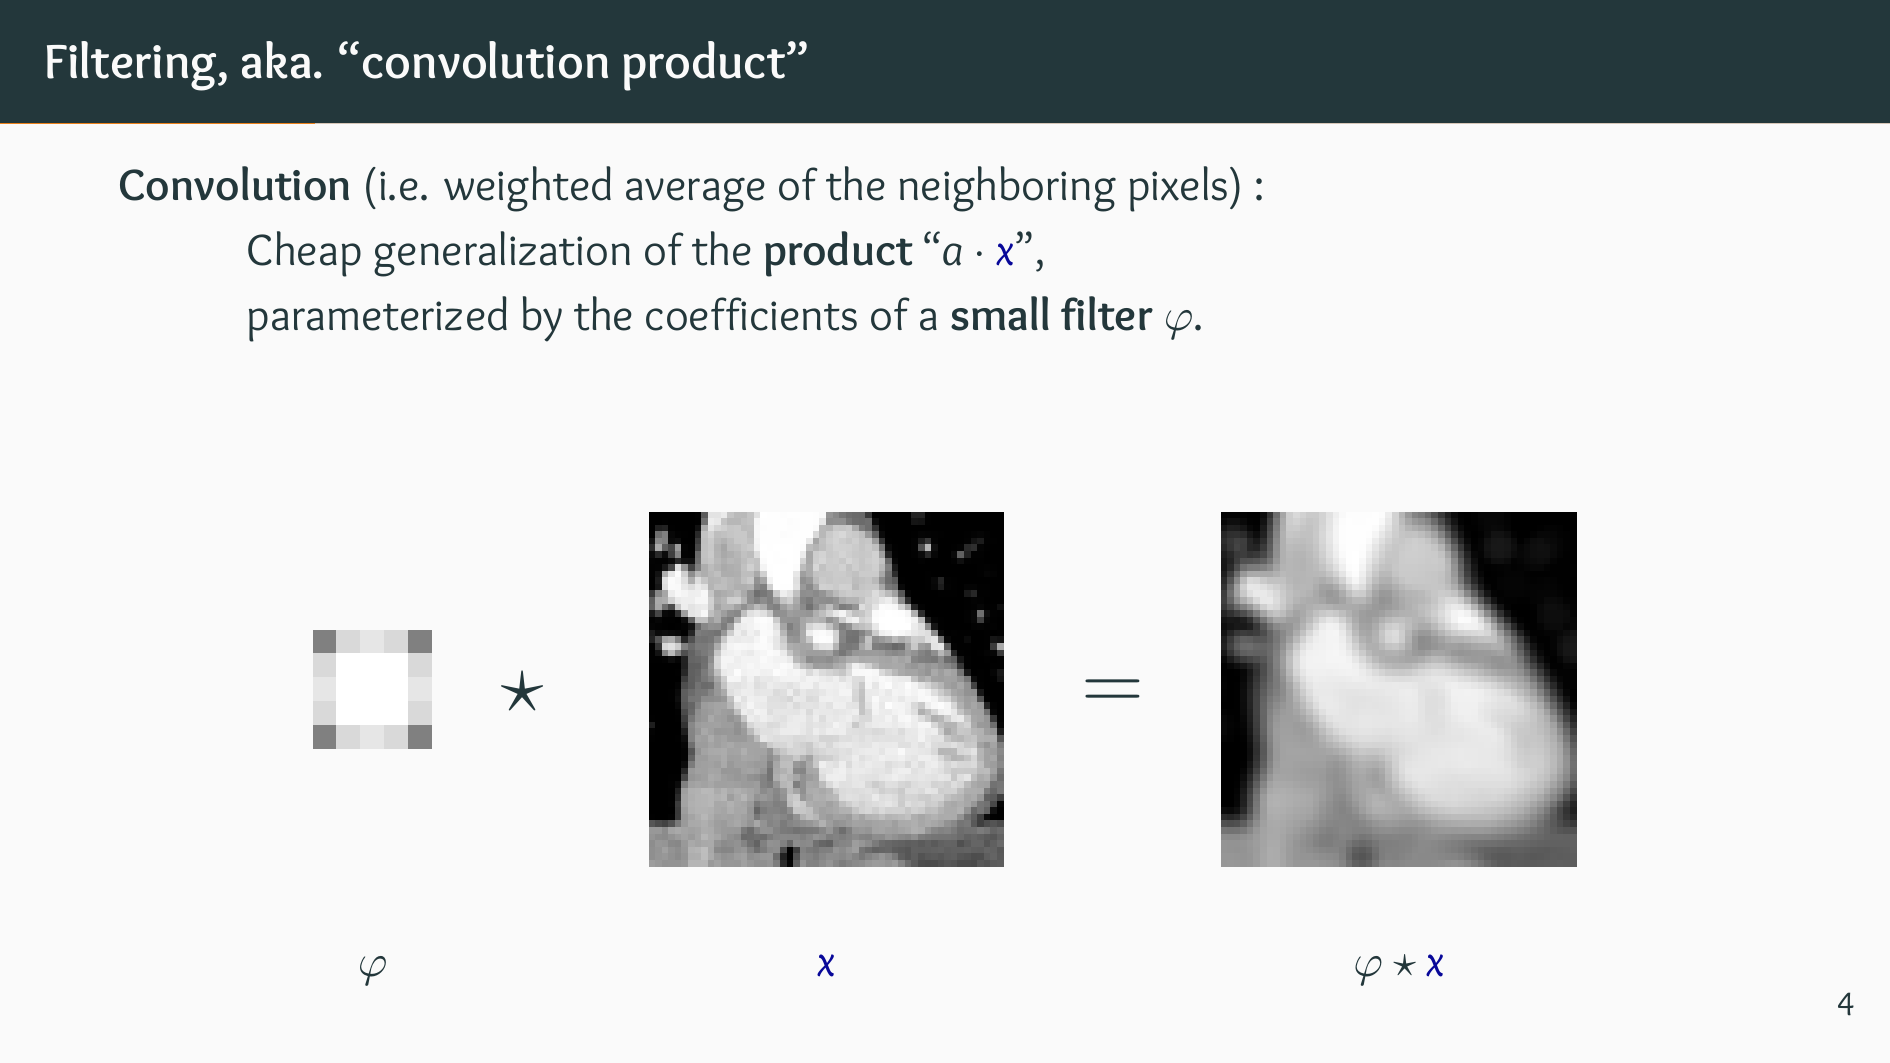 Filtering, aka. “convolution product”
Convolution (i.e. weighted average of the neighboring pixels) :
Cheap generalization of the product “a · x”,
parameterized by the coefficients of a small filter φ.
⋆ =
φ x φ ⋆ x
4